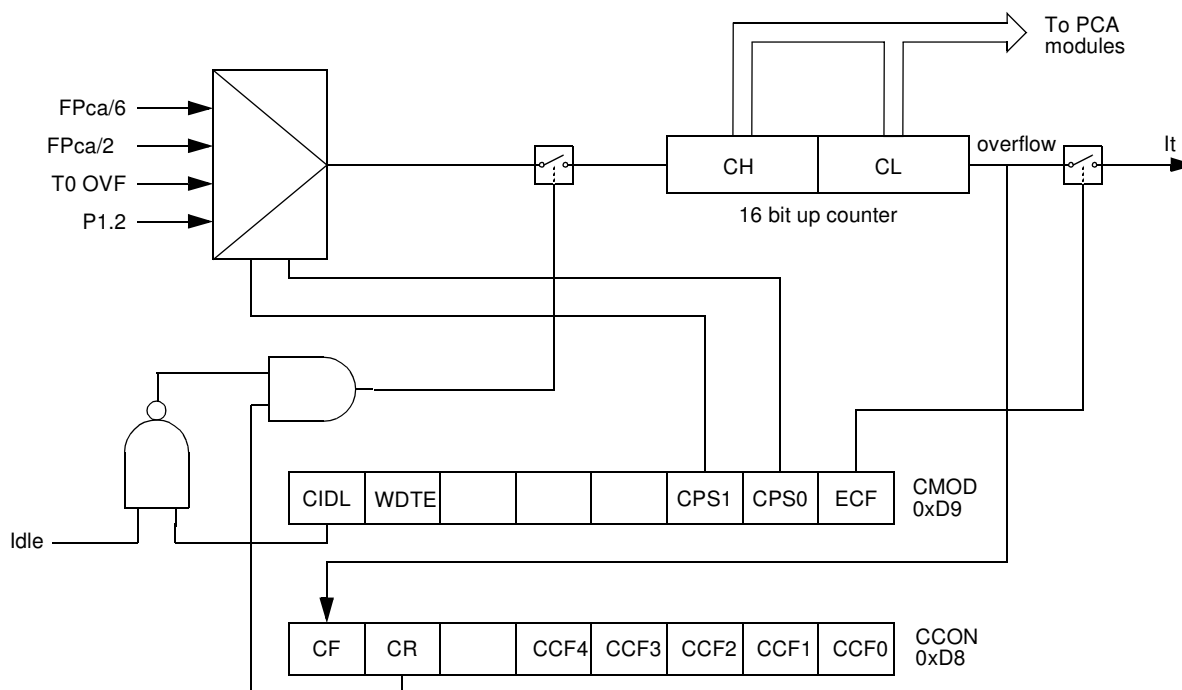 To PCA
modules
FPca/6
FPca/2
T0 OVF
P1.2
CH
CL
overflow
It
16 bit up counter
CIDL
WDTE
CPS1
CPS0
ECF
CMOD
0xD9
Idle
CF
CR
CCF4
CCF3
CCF2
CCF1
CCF0
CCON
0xD8